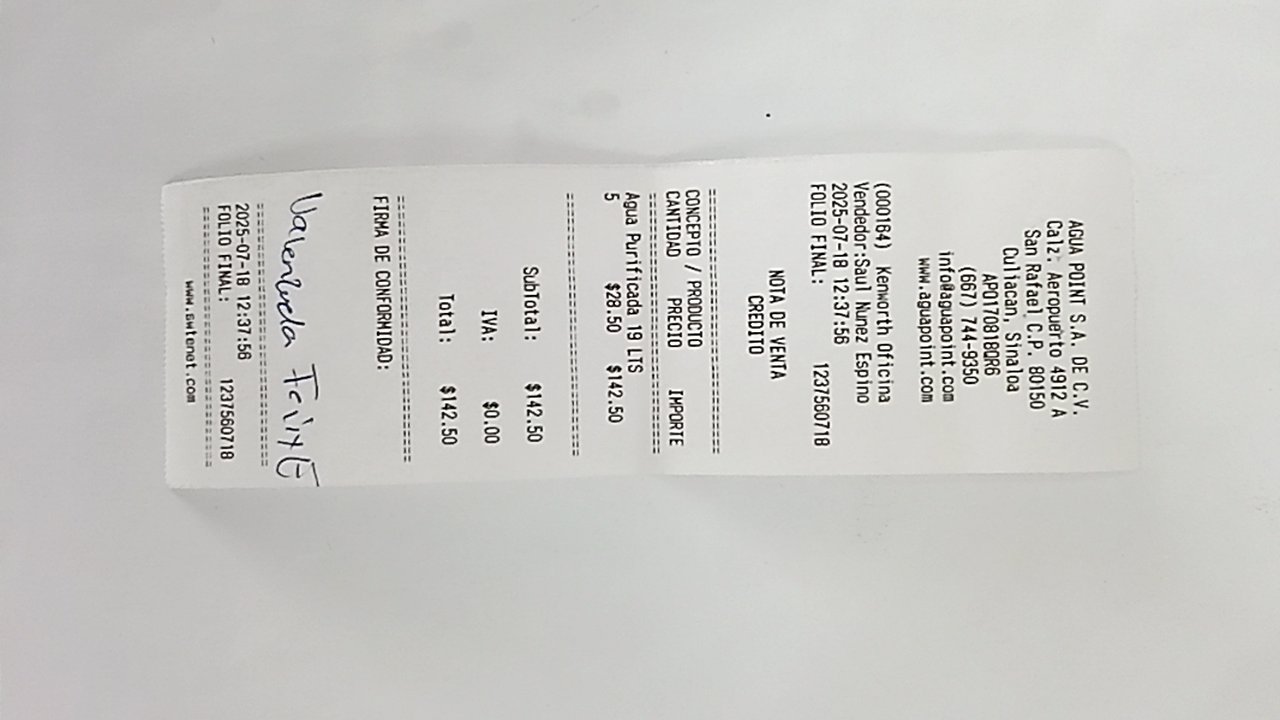 AGUA POINT S.A. DE C.V.
Calz. Aeropuerto 4912 A
San Rafael C.P. 80150
Culiacan, Sinaloa
APO170818QR6
(667) 744-9350
info@aguapoint.com
www.aguapoint.com
(000164) Kenworth Oficina
Vendedor:Saul Nunez Espino
2025-07-18 12:37:56
FOLIO FINAL: 1237560718
NOTA DE VENTA
CREDITO
CONCEPTO / PRODUCTO
CANTIDAD PRECIO IMPORTE
Agua Purificada 19 LTS
5 $28.50 $142.50
SubTotal: $142.50
IVA: $0.00
Total: $142.50
FIRMA DE CONFORMIDAD:
Valenzuela
2025-07-18 12:37:56
FOLIO FINAL: 1237560718
www.ewtenet.com